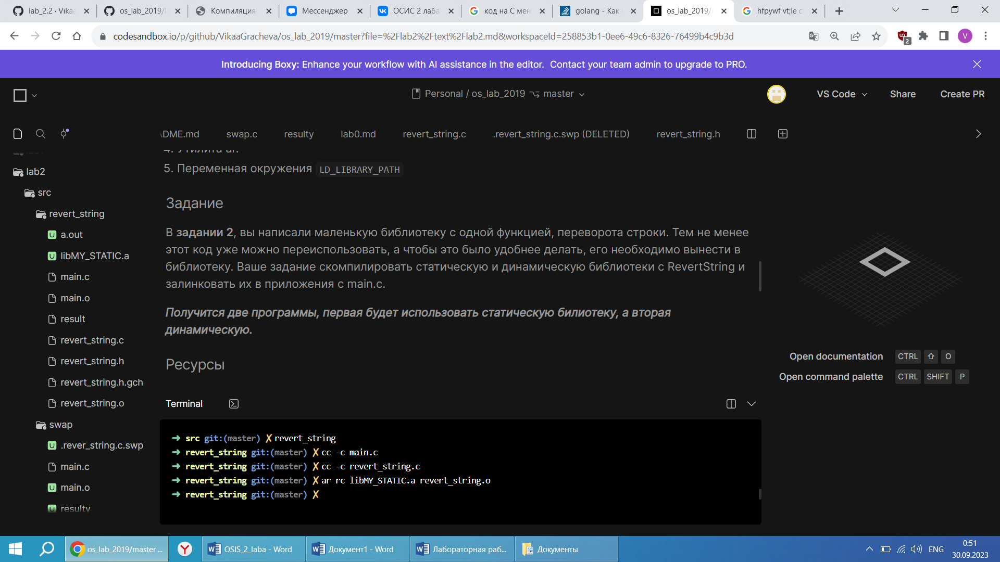 lab_2.2 · Vika
os_lab_2019/
Компиляция
Мессенджер
ОСИС 2 лаба
код на C мен
golang - Как
os_lab_2019/
hfpywf vt;le c
codesandbox.io/p/github/VikaaGracheva/os_lab_2019/master?file=%2Flab2%2Ftext%2Flab2.md&workspaceId=258853b1-0ee6-49c6-8326-76499b4c9b3d
2
V
Introducing Boxy: Enhance your workflow with AI assistance in the editor. Contact your team admin to upgrade to PRO.
Personal / os_lab_2019 master
VS Code
Share
Create PR
DME.md
swap.c
resulty
lab0.md
revert_string.c
.revert_string.c.swp (DELETED)
revert_string.h
lab2
src
revert_string
U a.out
U libMY_STATIC.a
main.c
main.o
result
revert_string.c
revert_string.h
revert_string.h.gch
revert_string.o
swap
U .rever_string.c.swp
main.c
U main.o
U resulty
4. Утилита ar.
5. Переменная окружения LD_LIBRARY_PATH
Задание
В задании 2, вы написали маленькую библиотеку с одной функцией, переворота строки. Тем не менее
этот код уже можно переиспользовать, а чтобы это было удобнее делать, его необходимо вынести в
библиотеку. Ваше задание скомпилировать статическую и динамическую библиотеки с RevertString и
залинковать их в приложения с main.c.
Получится две программы, первая будет использовать статическую билиотеку, а вторая
динамическую.
Ресурсы
Terminal
➜ src git:(master) ✗ revert_string
➜ revert_string git:(master) ✗ cc -c main.c
➜ revert_string git:(master) ✗ cc -c revert_string.c
➜ revert_string git:(master) ✗ ar rc libMY_STATIC.a revert_string.o
➜ revert_string git:(master) ✗
Open documentation CTRL ⇧ O
Open command palette CTRL SHIFT P
os_lab_2019/master ...
OSIS_2_laba - Word
Документ1 - Word
Лабораторная раб...
Документы
ENG
0:51
30.09.2023